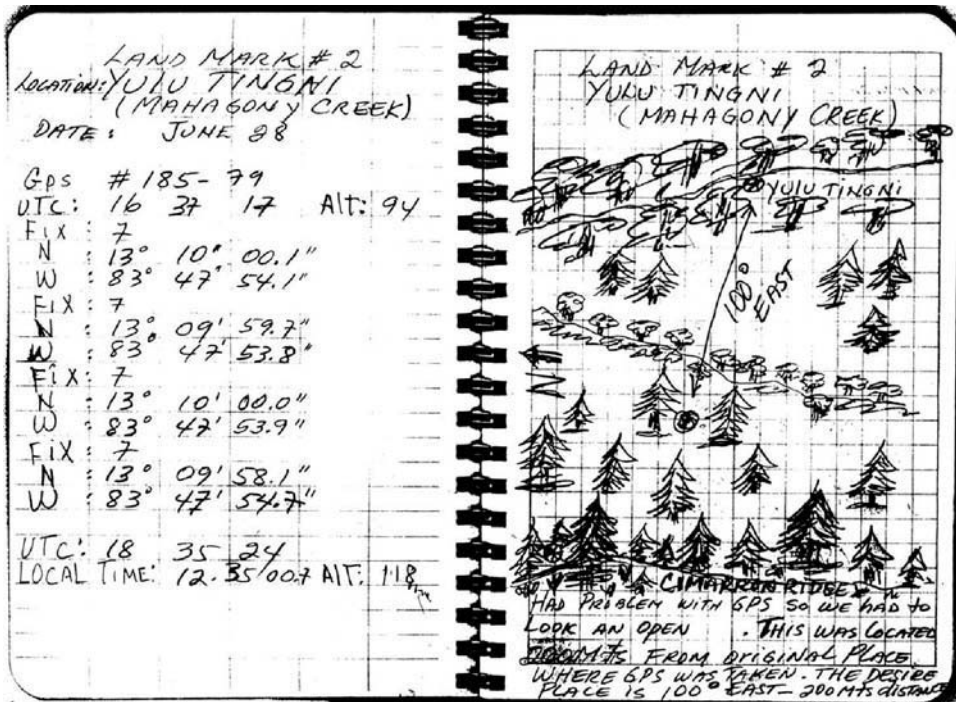 LAND MARK # 2
LOCATION: YULU TINGNI
(MAHAGONY CREEK)
DATE: JUNE 28
GPS # 185-79
UTC: 16 37 17 Alt: 94
Fix: 7
N : 13° 10' 00.1"
W : 83° 47' 54.1"
FiX: 7
N : 13° 09' 59.7"
W : 83° 47' 53.8"
FiX: 7
N : 13° 10' 00.0"
W : 83° 47' 53.9"
FiX: 7
N : 13° 09' 58.1"
W : 83° 47' 54.7"
UTC: 18 35 24
LOCAL TIME: 12.35/00.7 AlT: 118
LAND MARK # 2
YULU TINGNI
(MAHAGONY CREEK)
YULU TINGNI
100°
EAST
CIMARRON RIDGE
HAD PROBLEM WITH GPS SO WE HAD TO
LOOK AN OPEN . THIS WAS LOCATED
200 MTS FROM ORIGINAL PLACE
WHERE GPS WAS TAKEN. THE DESIRE
PLACE IS 100° EAST- 200 MTS DISTANCE